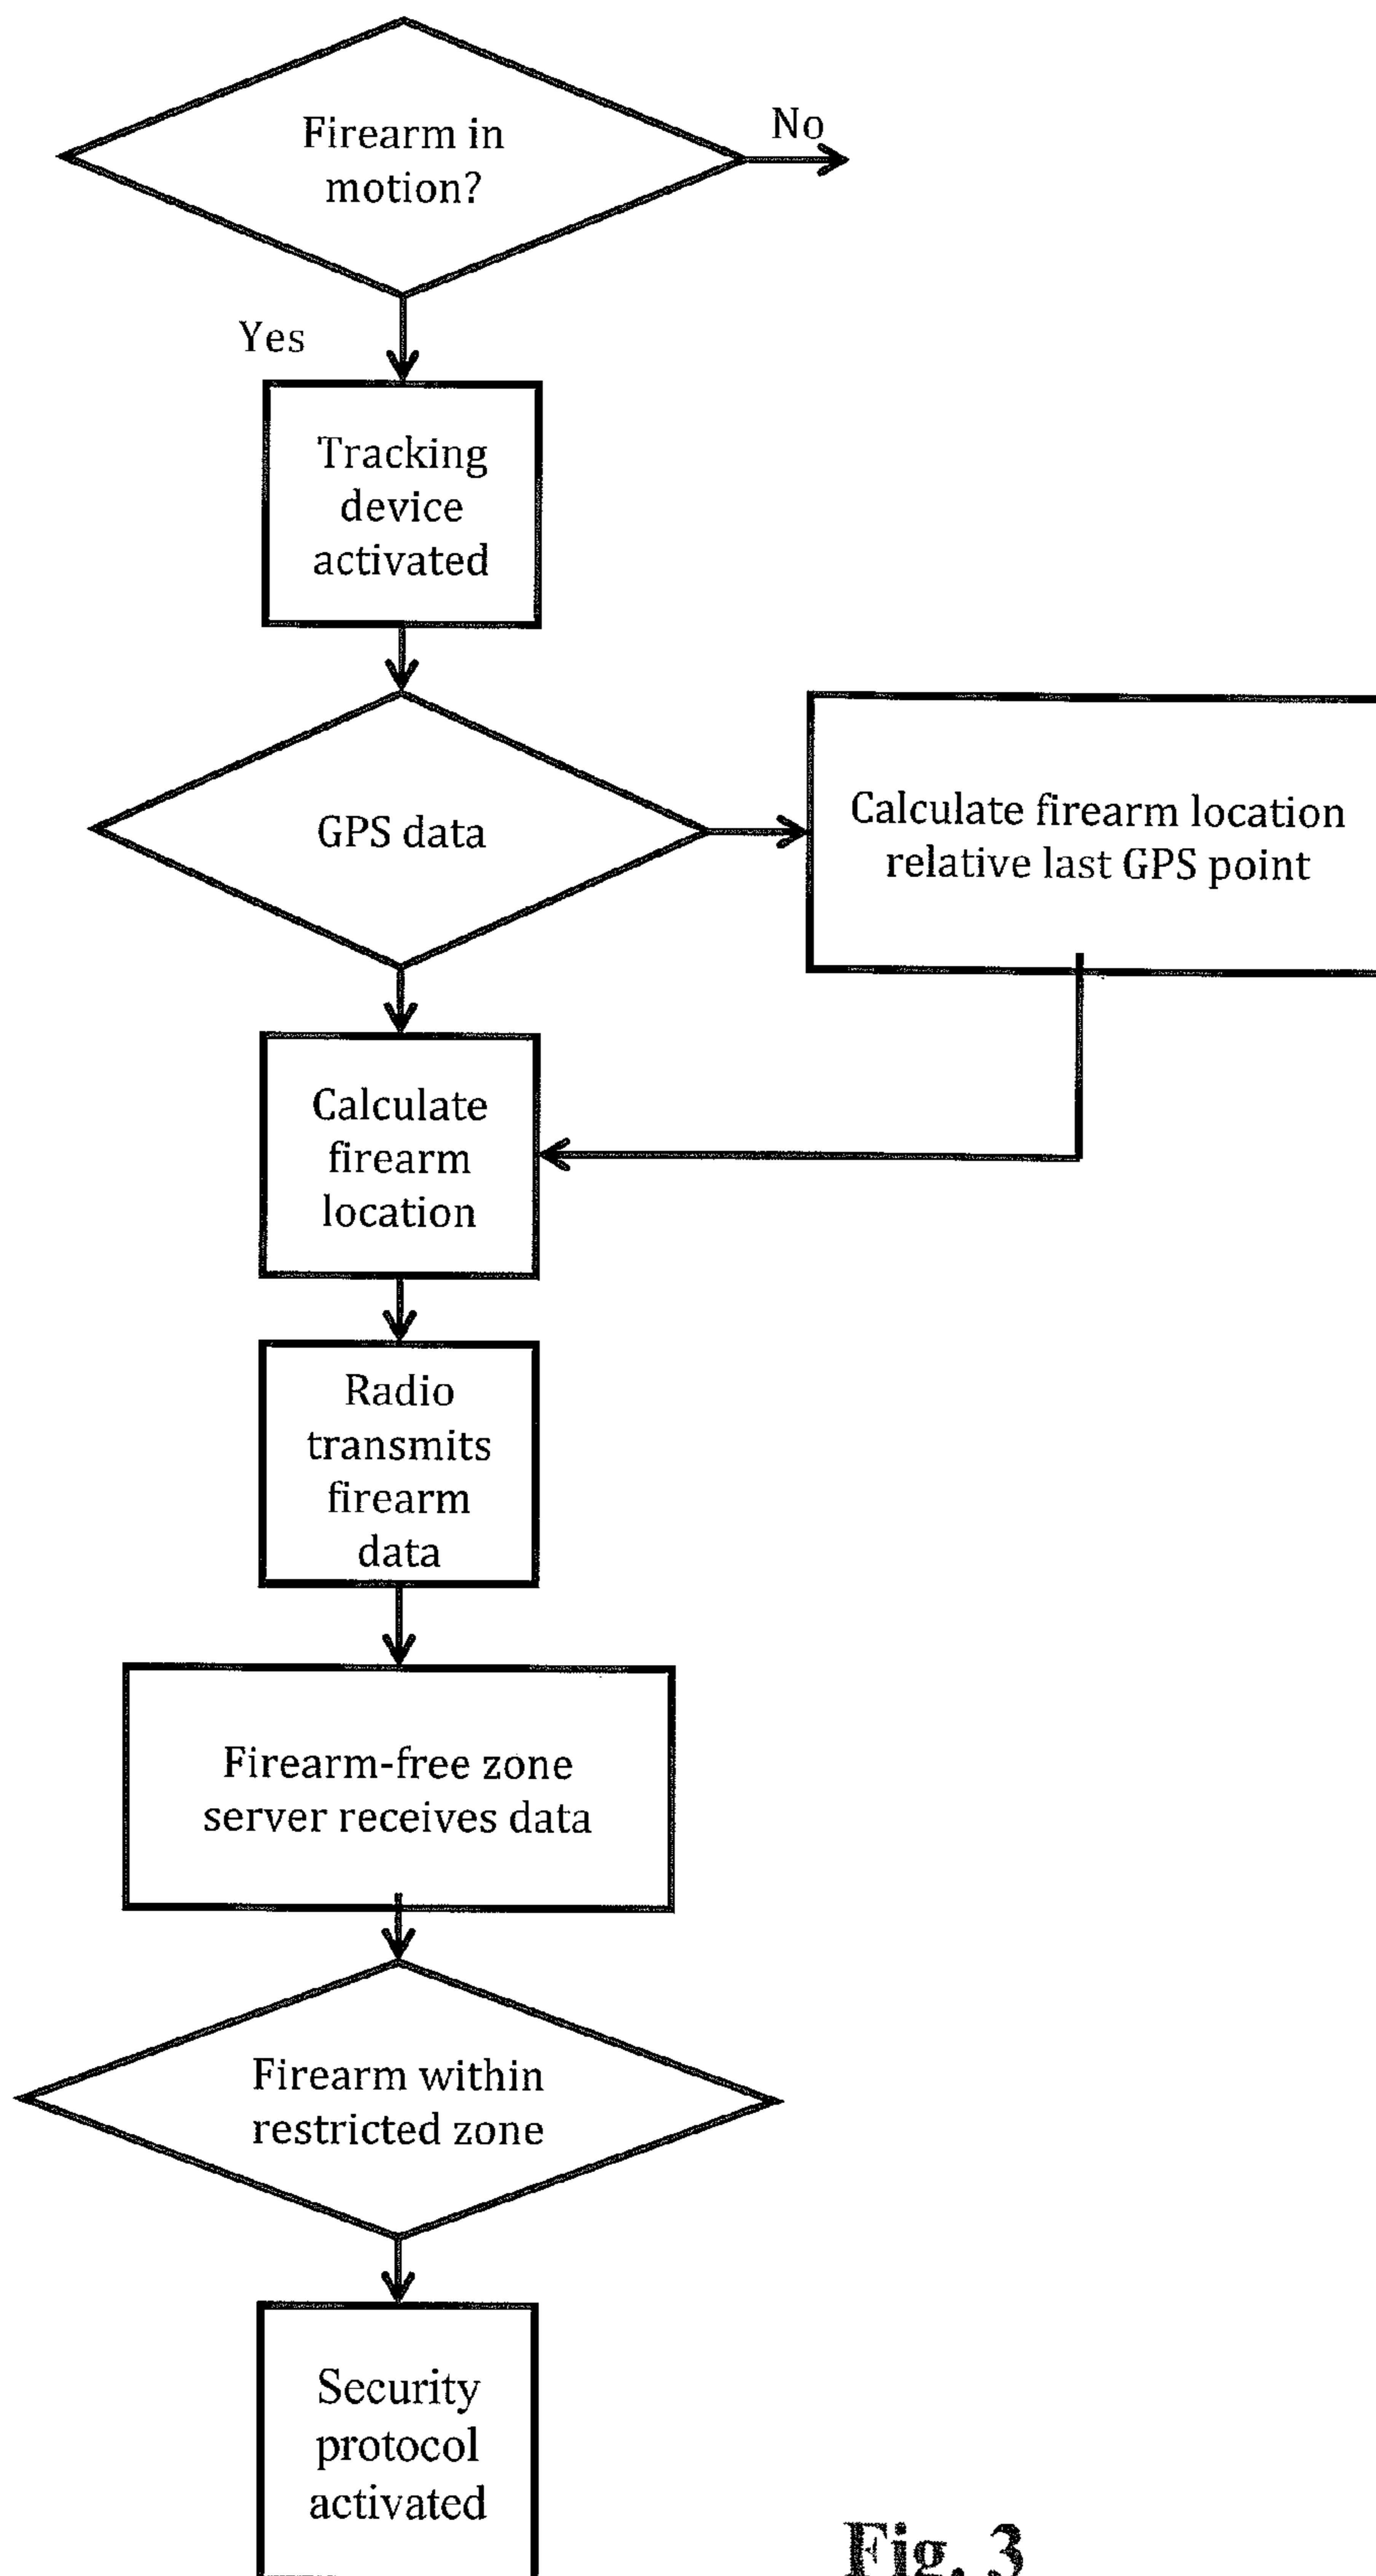 Firearm in
motion?
No
Yes
Tracking
device
activated
GPS data
Calculate firearm location
relative last GPS point
Calculate
firearm
location
Radio
transmits
firearm
data
Firearm-free zone
server receives data
Firearm within
restricted zone
Security
protocol
activated
Fig. 3